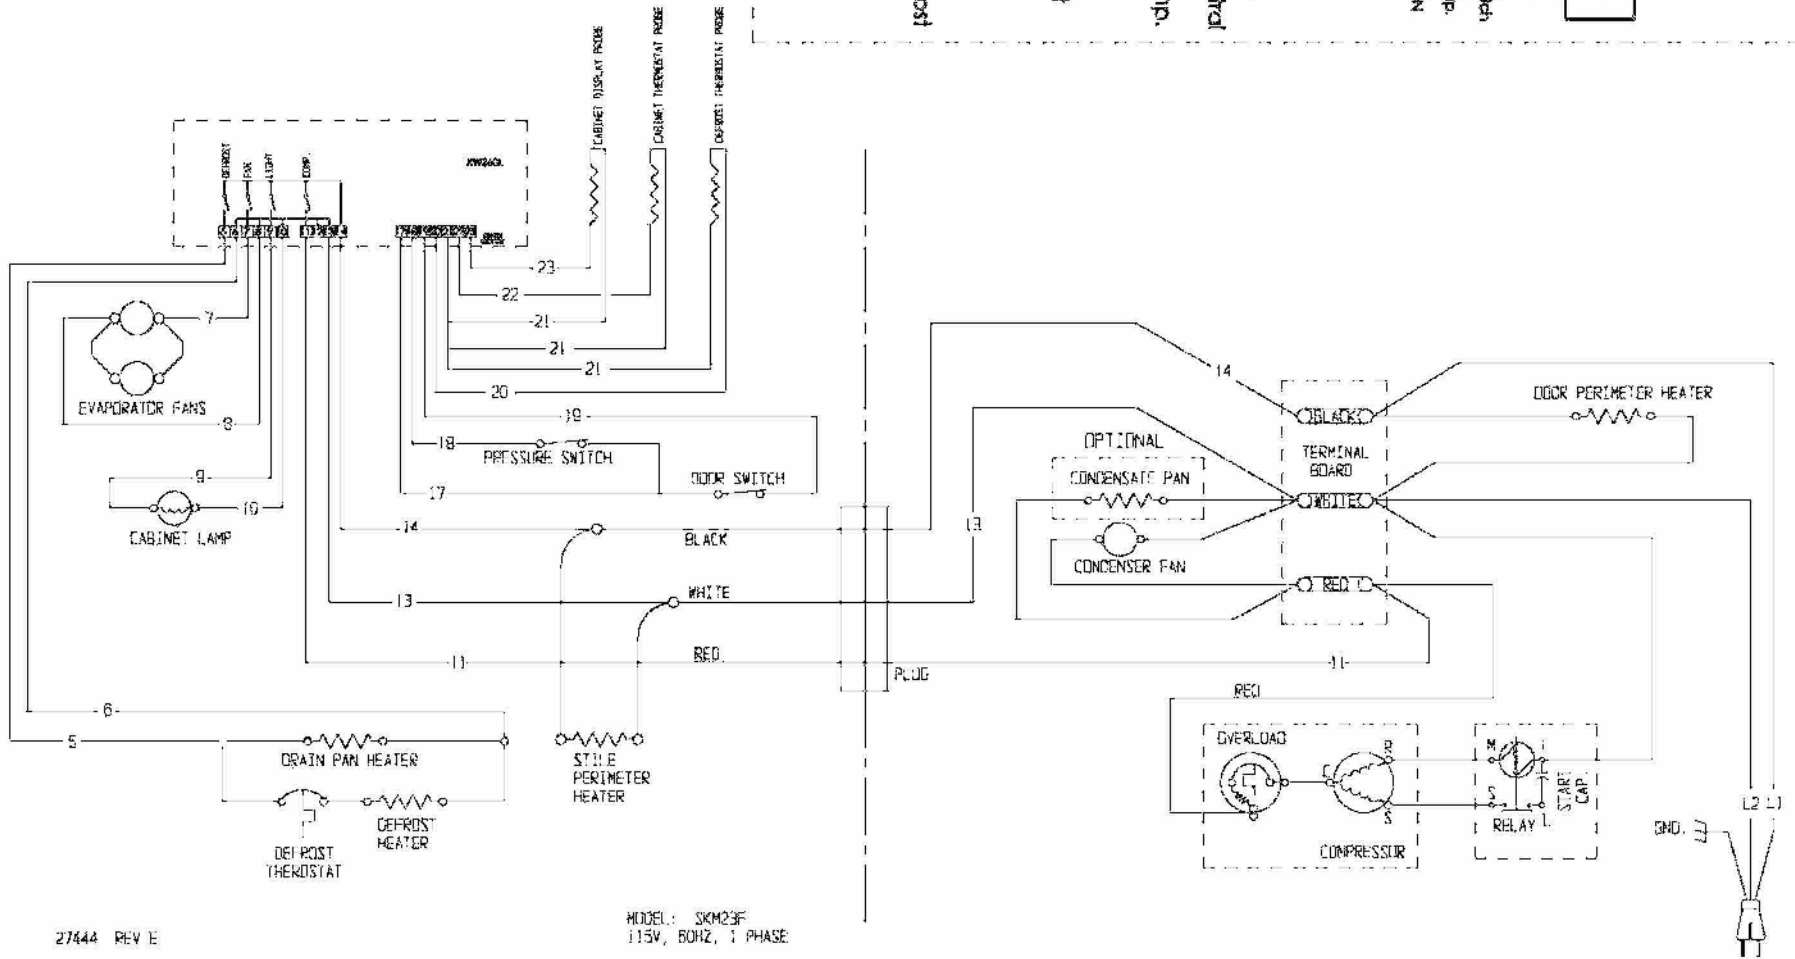 ost
p.
tral
ch
p.
N
CABINET DISPLAY PROBE
CABINET THERMOSTAT PROBE
DEFROST THERMOSTAT PROBE
DEFROST
FAN
LIGHT
COMP.
23
22
21
21
21
20
19
18
PRESSURE SWITCH
17
DOOR SWITCH
7
EVAPORATOR FANS
8
9
10
CABINET LAMP
14
BLACK
13
WHITE
11
RED
PLUG
6
5
DRAIN PAN HEATER
DEFROST
HEATER
DEFROST
THEROSTAT
STILE
PERIMETER
HEATER
14
13
11
OPTIONAL
CONDENSATE PAN
CONDENSER FAN
BLACK
TERMINAL
BOARD
WHITE
RED
DOOR PERIMETER HEATER
RED
OVERLOAD
C
R
S
COMPRESSOR
M
S
L
RELAY
START
CAP.
L2 L1
GND.
27444 REV E
MODEL: SKM23F
115V, 60HZ, 1 PHASE